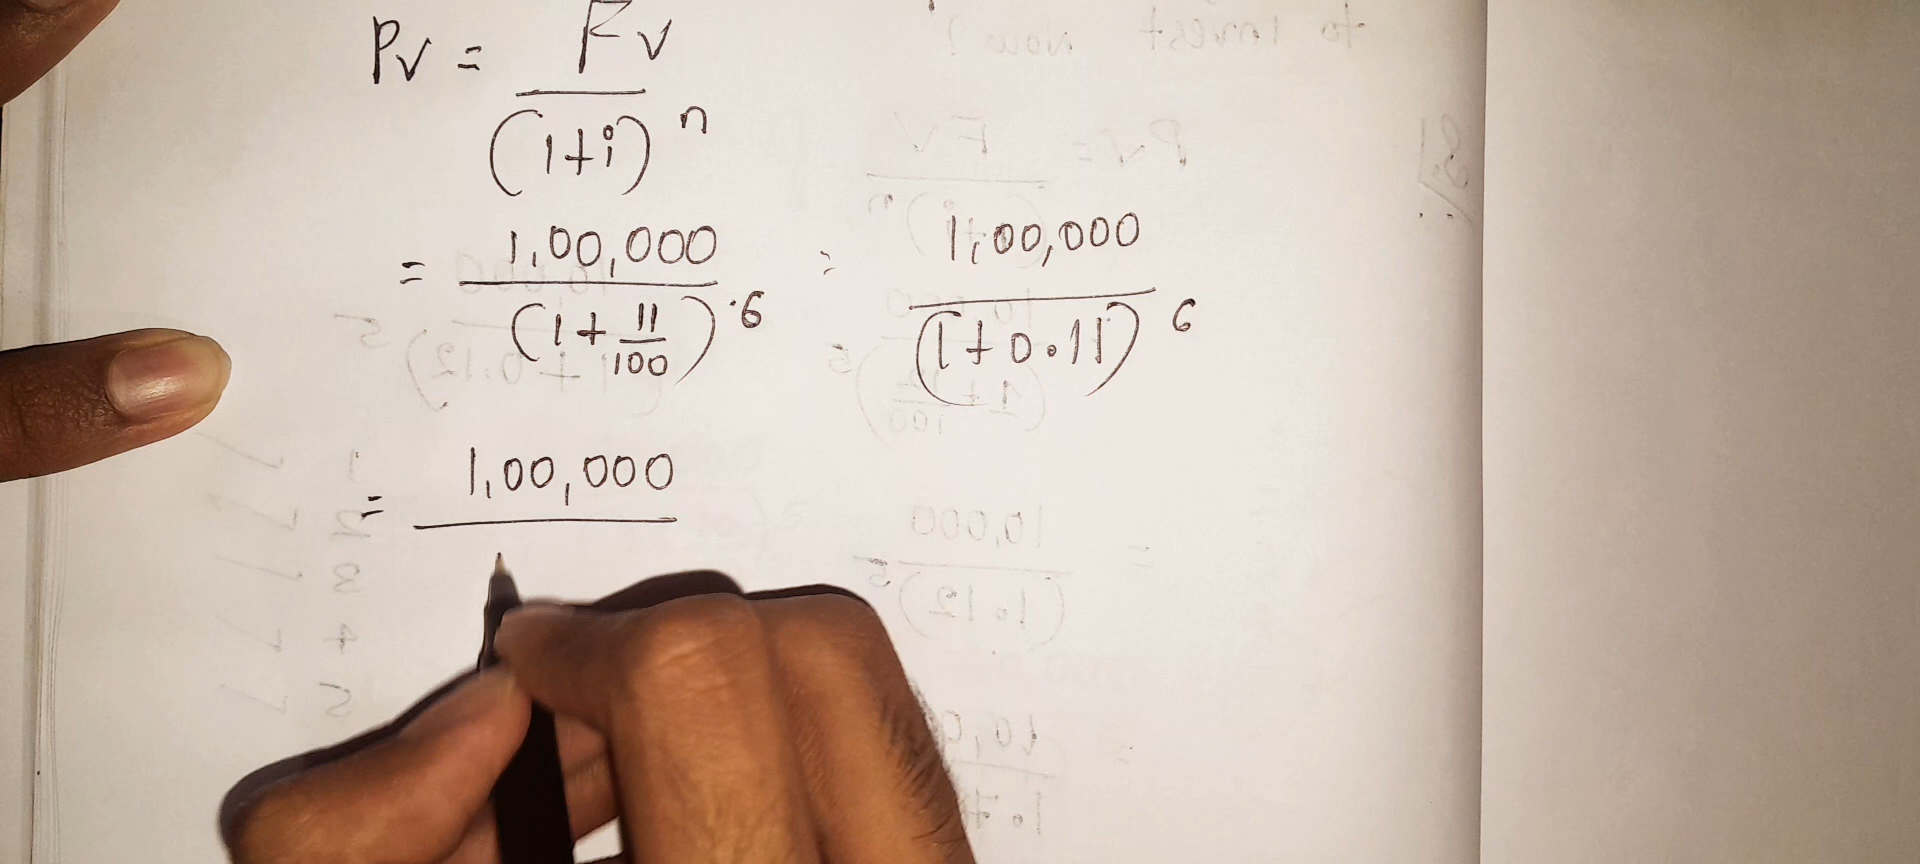 PV = FV
(1+i) n
= 1,00,000 = 1,00,000
(1 + 11/100) 6 (1 + 0.11) 6
= 1,00,000